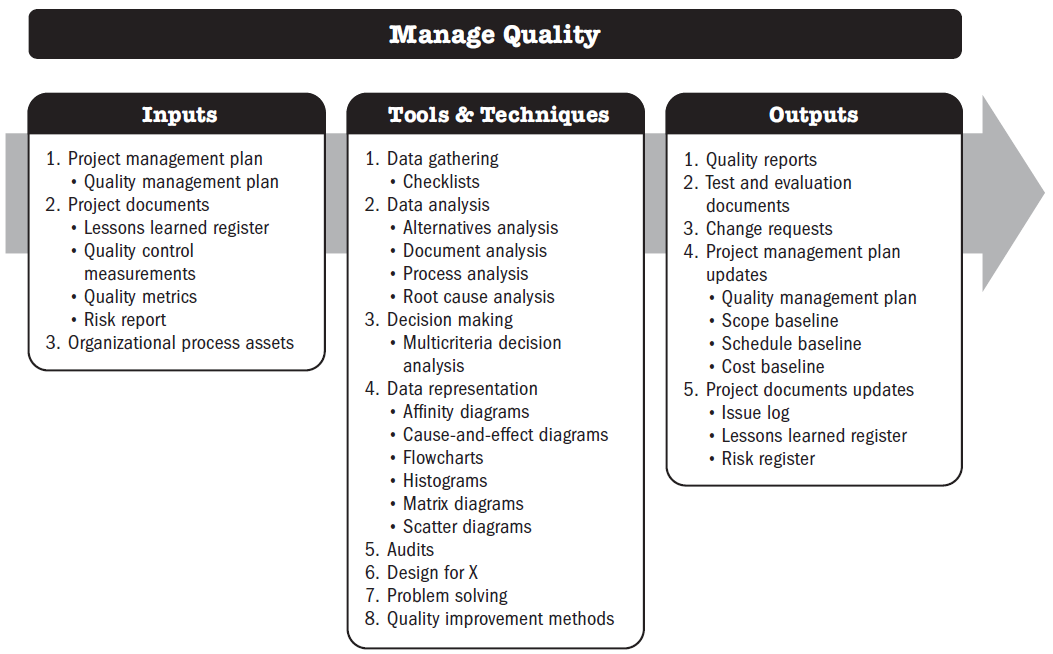 Manage Quality
Inputs
1. Project management plan
• Quality management plan
2. Project documents
• Lessons learned register
• Quality control
measurements
• Quality metrics
• Risk report
3. Organizational process assets
Tools & Techniques
1. Data gathering
• Checklists
2. Data analysis
• Alternatives analysis
• Document analysis
• Process analysis
• Root cause analysis
3. Decision making
• Multicriteria decision
analysis
4. Data representation
• Affinity diagrams
• Cause-and-effect diagrams
• Flowcharts
• Histograms
• Matrix diagrams
• Scatter diagrams
5. Audits
6. Design for X
7. Problem solving
8. Quality improvement methods
Outputs
1. Quality reports
2. Test and evaluation
documents
3. Change requests
4. Project management plan
updates
• Quality management plan
• Scope baseline
• Schedule baseline
• Cost baseline
5. Project documents updates
• Issue log
• Lessons learned register
• Risk register